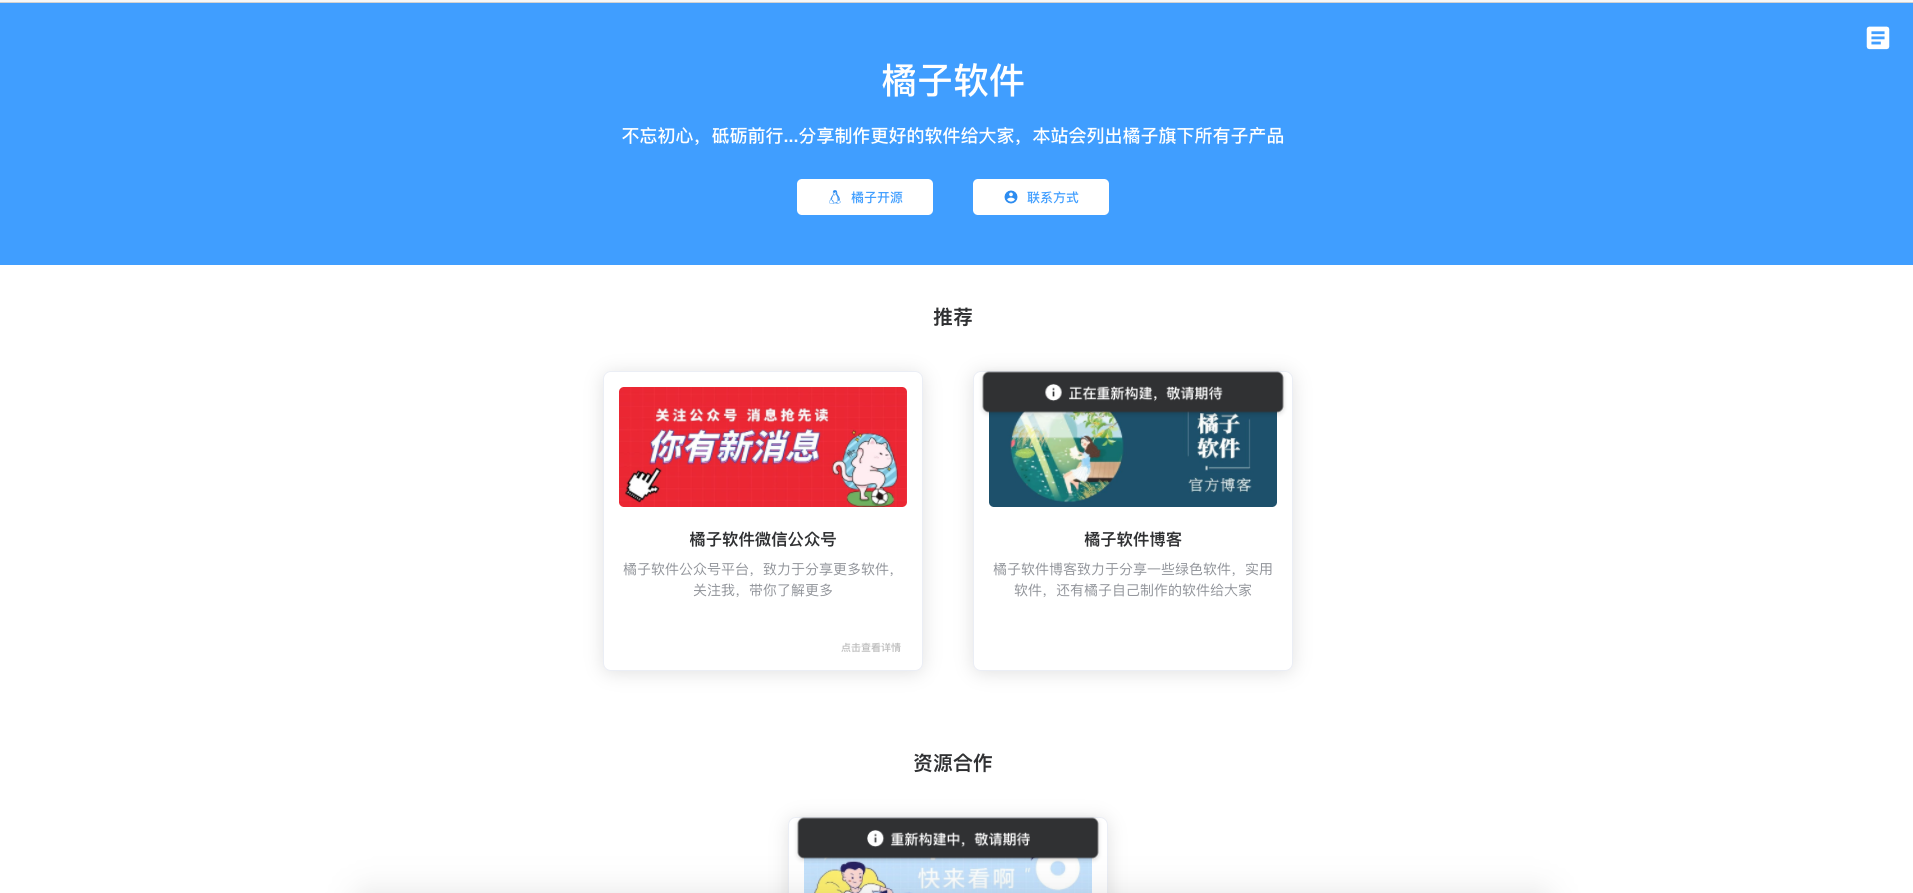 橘子软件
不忘初心，砥砺前行...分享制作更好的软件给大家，本站会列出橘子旗下所有子产品
橘子开源
联系方式
推荐
关注公众号 消息抢先读
你有新消息
橘子软件微信公众号
橘子软件公众号平台，致力于分享更多软件，
关注我，带你了解更多
点击查看详情
正在重新构建，敬请期待
橘子
软件
官方博客
橘子软件博客
橘子软件博客致力于分享一些绿色软件，实用
软件，还有橘子自己制作的软件给大家
资源合作
重新构建中，敬请期待
快来看啊